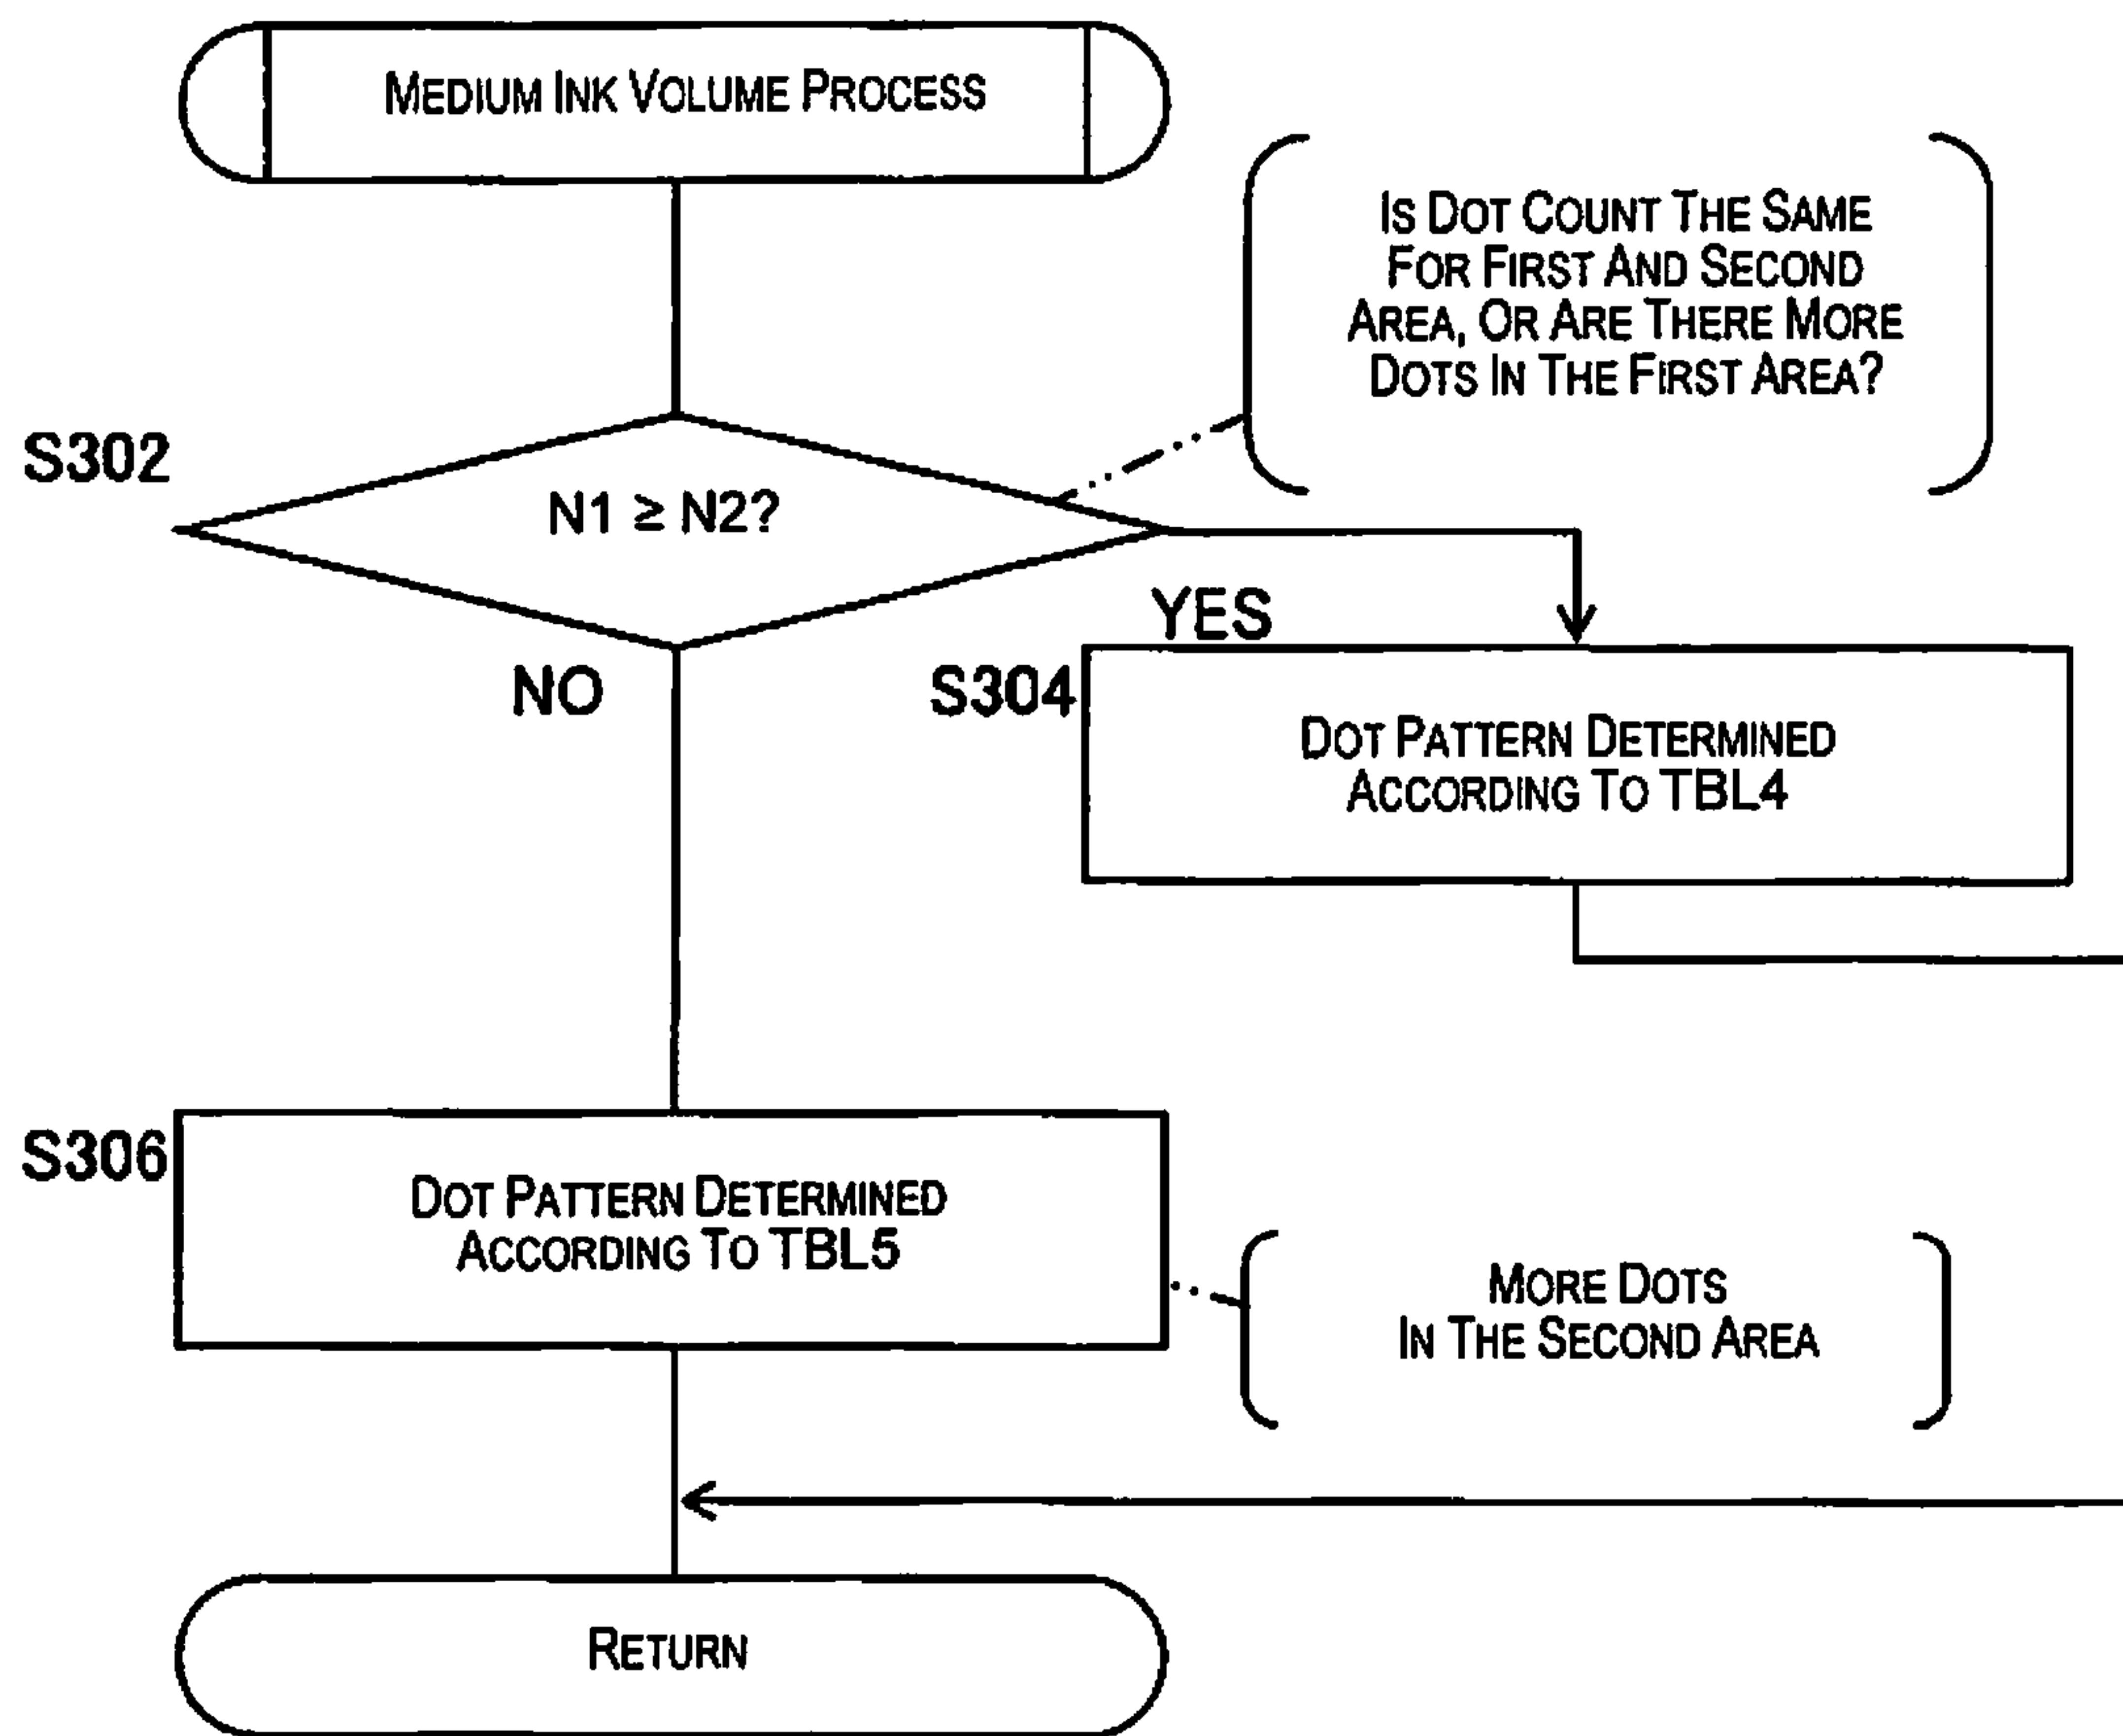 MEDIUM INK VOLUME PROCESS
IS DOT COUNT THE SAME
FOR FIRST AND SECOND
AREA, OR ARE THERE MORE
DOTS IN THE FIRST AREA?
S302
N1 ≥ N2?
YES
NO
S304
DOT PATTERN DETERMINED
ACCORDING TO TBL4
S306
DOT PATTERN DETERMINED
ACCORDING TO TBL5
MORE DOTS
IN THE SECOND AREA
RETURN